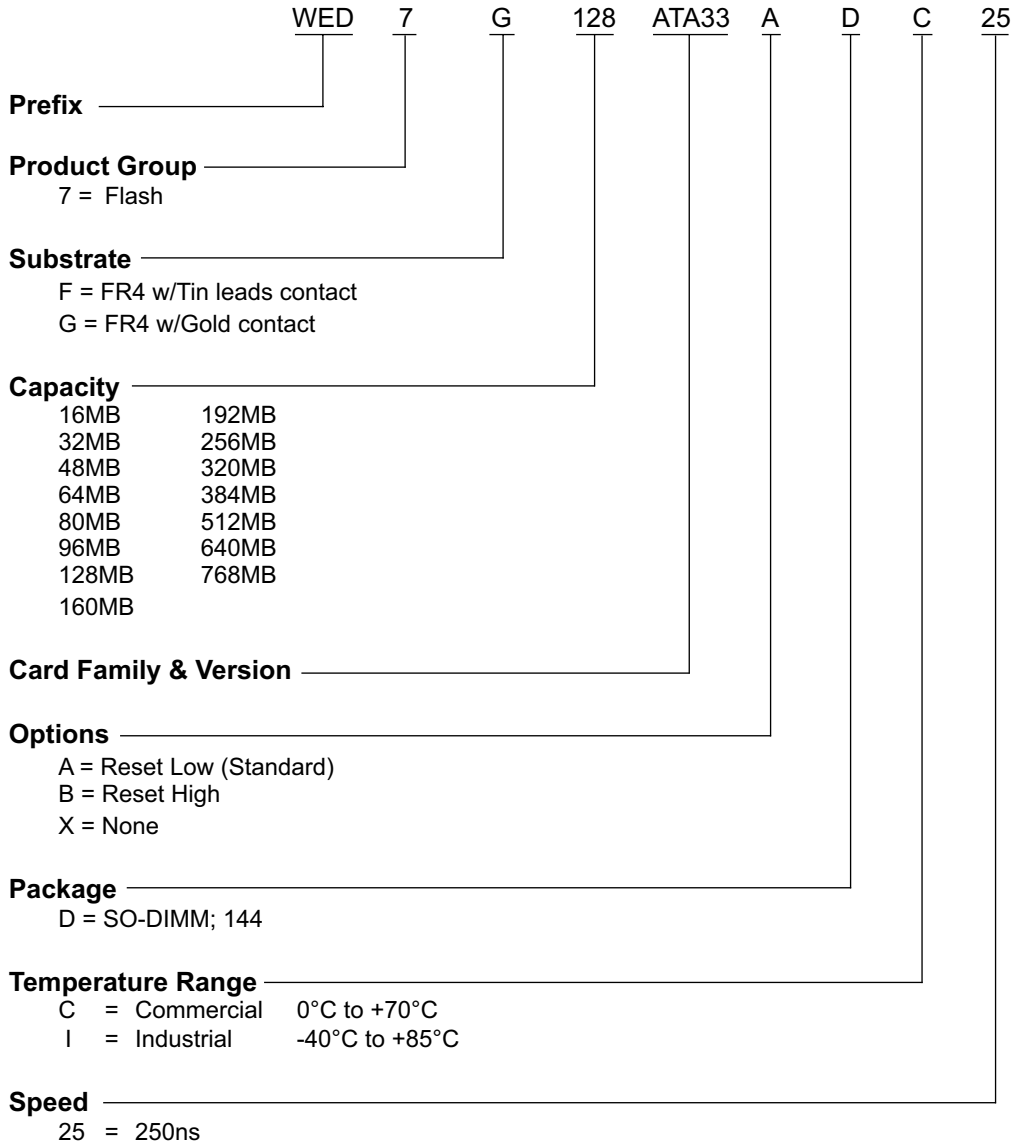 WED 7 G 128 ATA33 A D C 25
Prefix
Product Group
7 = Flash
Substrate
F = FR4 w/Tin leads contact
G = FR4 w/Gold contact
Capacity
16MB 192MB
32MB 256MB
48MB 320MB
64MB 384MB
80MB 512MB
96MB 640MB
128MB 768MB
160MB
Card Family & Version
Options
A = Reset Low (Standard)
B = Reset High
X = None
Package
D = SO-DIMM; 144
Temperature Range
C = Commercial 0°C to +70°C
I = Industrial -40°C to +85°C
Speed
25 = 250ns